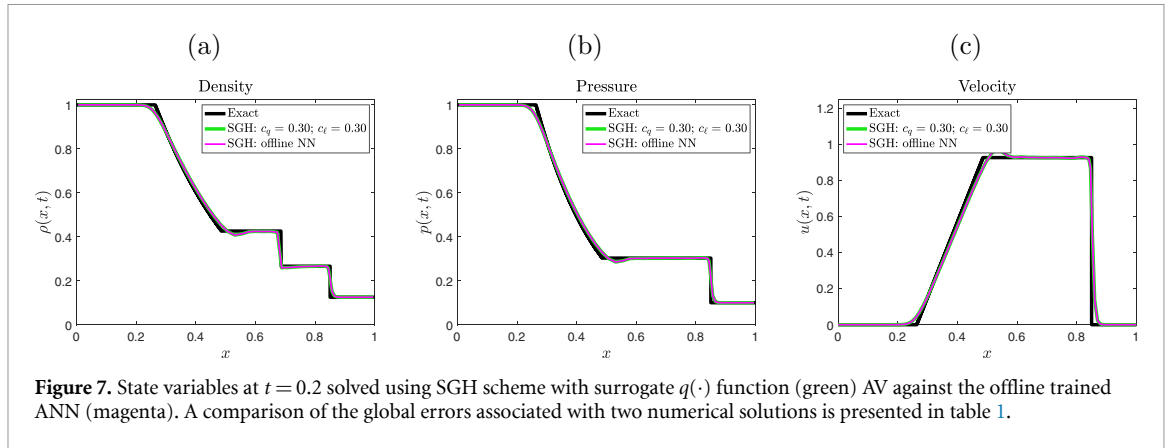 (a)
(b)
(c)
Density
Pressure
Velocity
1
0.8
0.6
0.4
0.2
0
ρ(x, t)
Exact
SGH: c_q = 0.30; c_ℓ = 0.30
SGH: offline NN
0 0.2 0.4 0.6 0.8 1
x
1
0.8
0.6
0.4
0.2
0
p(x, t)
Exact
SGH: c_q = 0.30; c_ℓ = 0.30
SGH: offline NN
0 0.2 0.4 0.6 0.8 1
x
1.2
1
0.8
0.6
0.4
0.2
0
u(x, t)
Exact
SGH: c_q = 0.30; c_ℓ = 0.30
SGH: offline NN
0 0.2 0.4 0.6 0.8 1
x
Figure 7. State variables at t = 0.2 solved using SGH scheme with surrogate q(·) function (green) AV against the offline trained
ANN (magenta). A comparison of the global errors associated with two numerical solutions is presented in table 1.